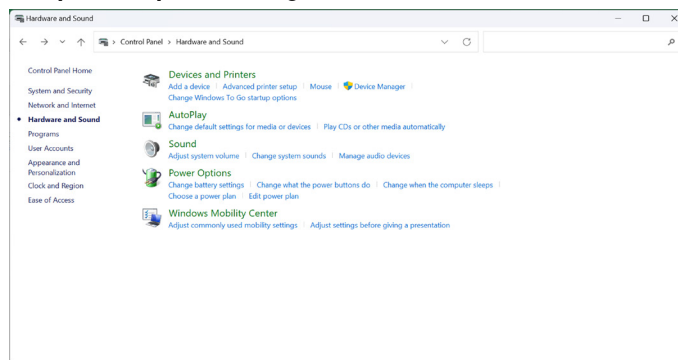 Hardware and Sound
Control Panel > Hardware and Sound
Control Panel Home
System and Security
Network and Internet
Hardware and Sound
Programs
User Accounts
Appearance and
Personalization
Clock and Region
Ease of Access
Devices and Printers
Add a device | Advanced printer setup | Mouse | Device Manager |
Change Windows To Go startup options
AutoPlay
Change default settings for media or devices | Play CDs or other media automatically
Sound
Adjust system volume | Change system sounds | Manage audio devices
Power Options
Change battery settings | Change what the power buttons do | Change when the computer sleeps |
Choose a power plan | Edit power plan
Windows Mobility Center
Adjust commonly used mobility settings | Adjust settings before giving a presentation